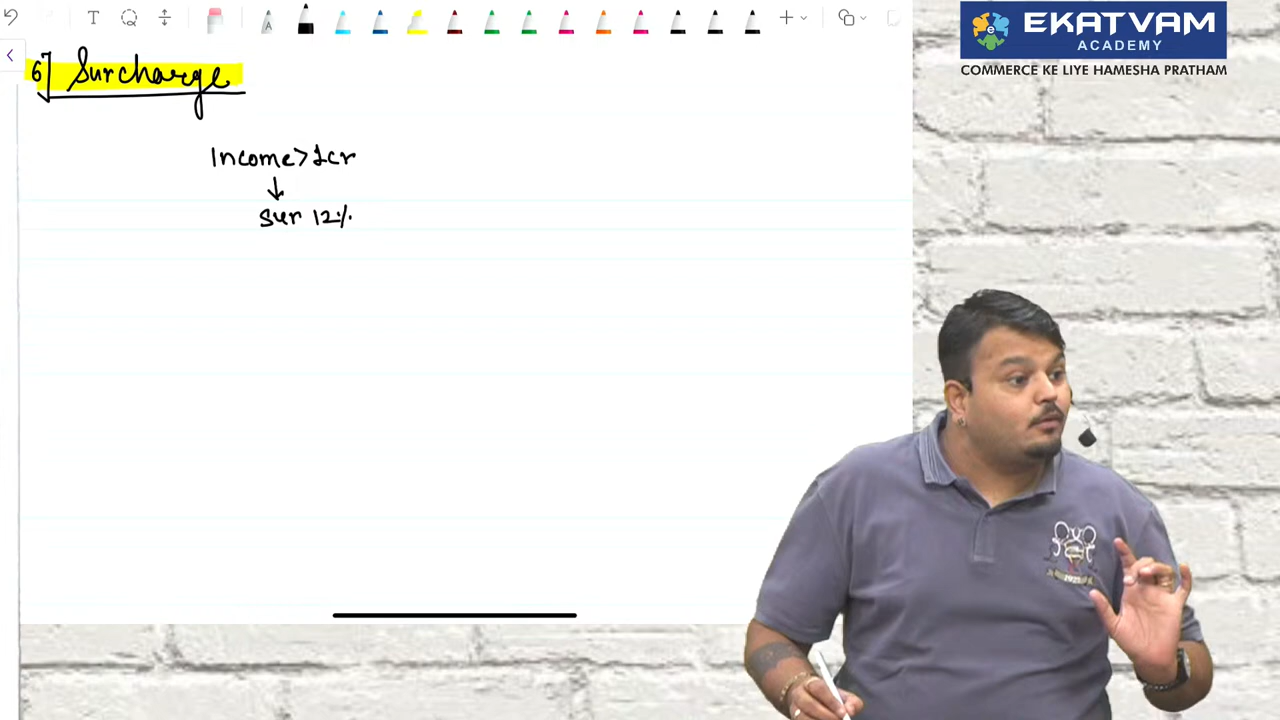 T
A
EKATVAM
ACADEMY
COMMERCE KE LIYE HAMESHA PRATHAM
6] Surcharge
Income>1cr
↓
Sur 12%